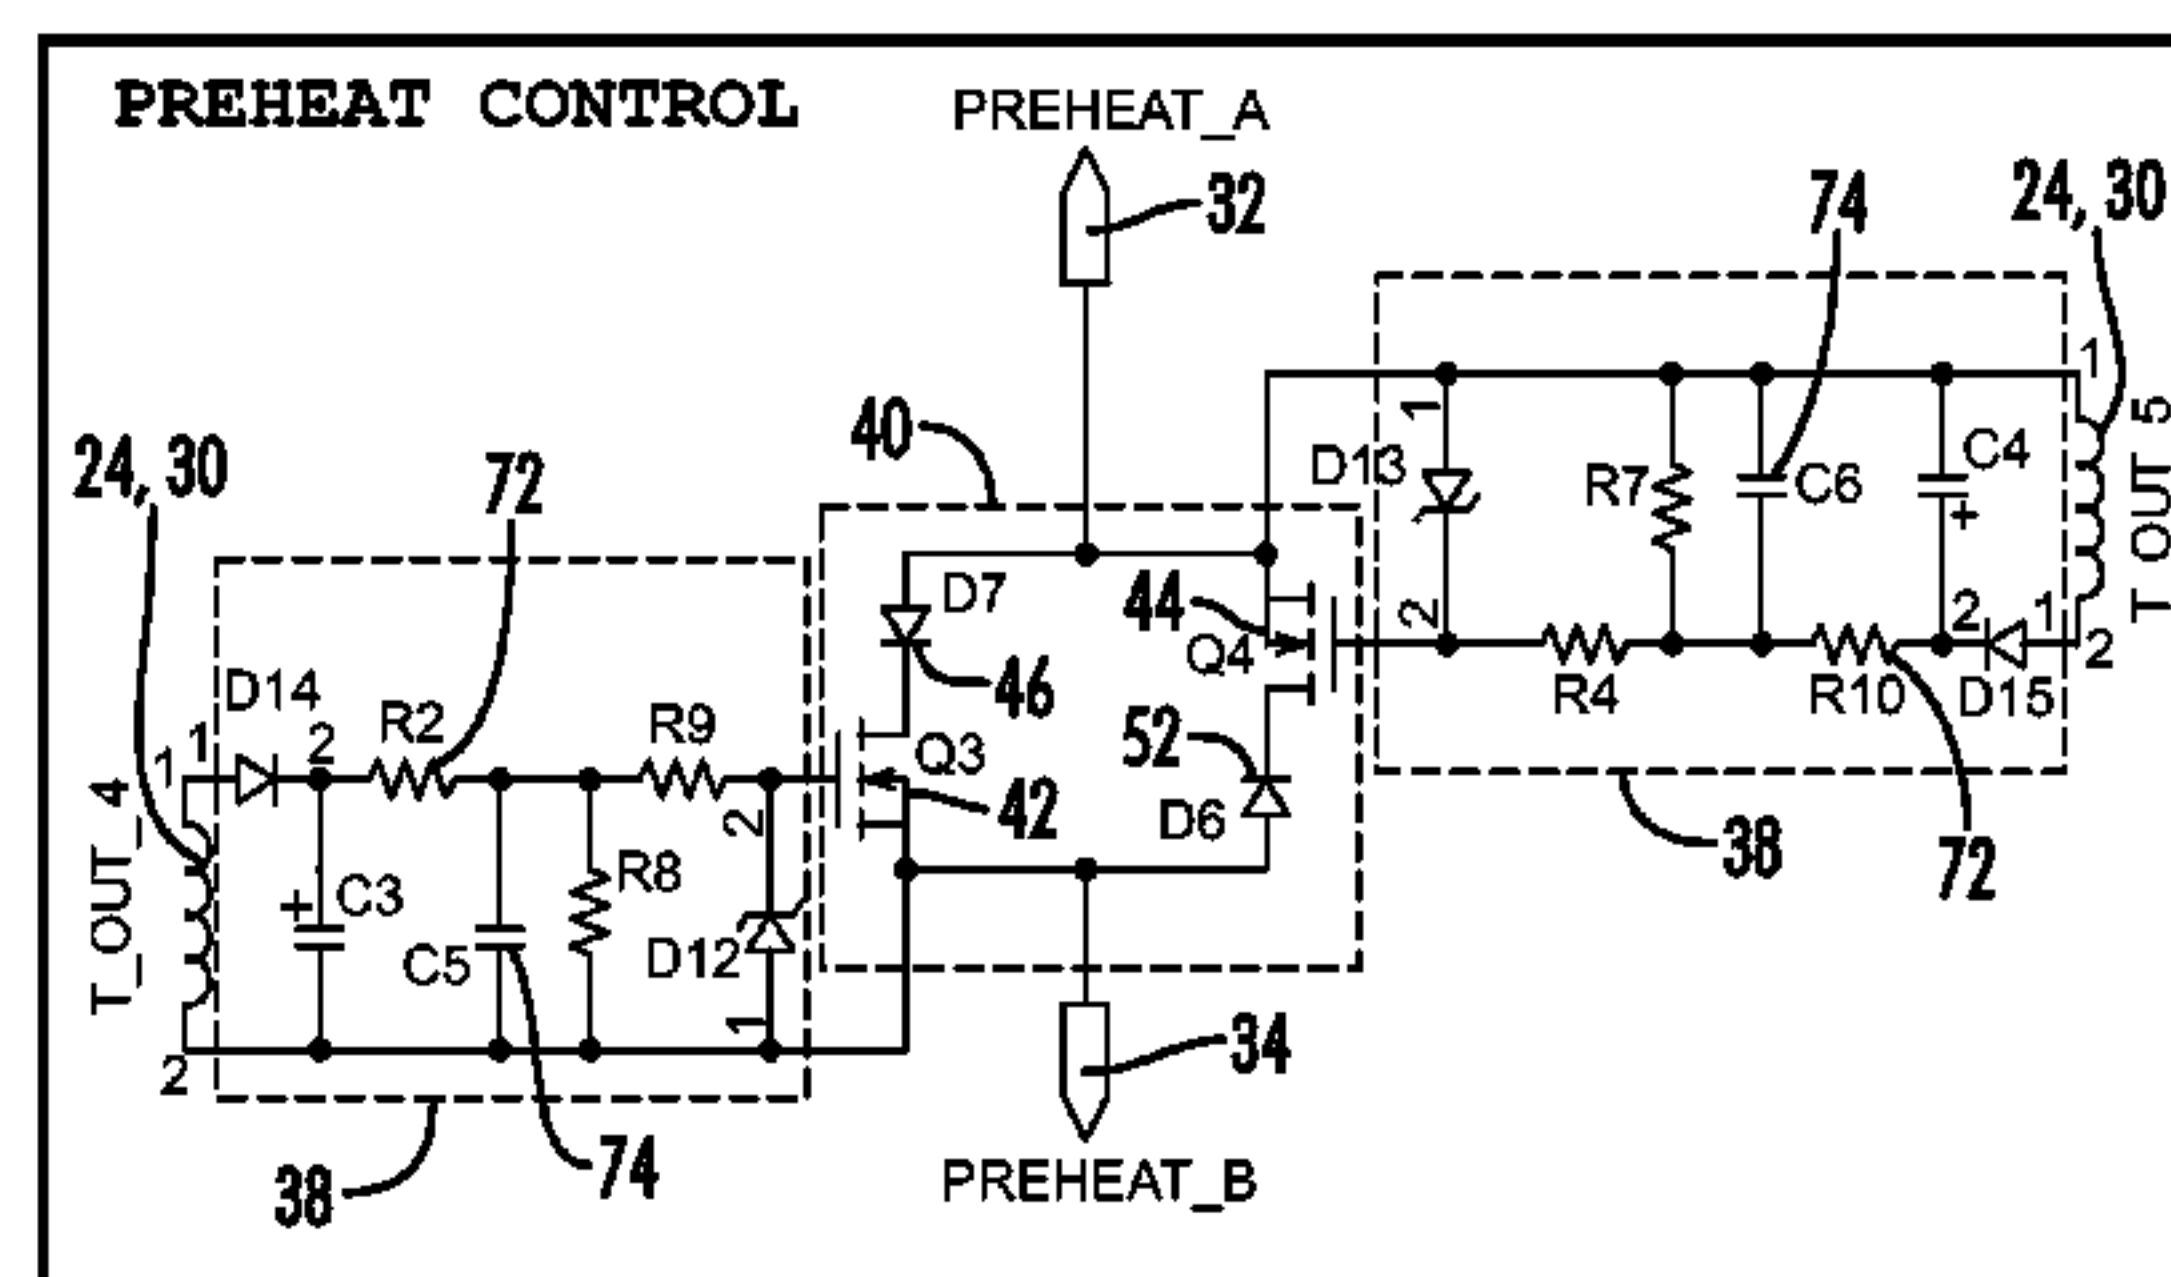 PREHEAT CONTROL
PREHEAT_A
32
74
24, 30
1
40
1
D13
R7
C6
C4
+
T_OUT_5
24, 30
72
D7
44
Q4
2
2
1
2
46
R4
R10
D15
D14
1
1
2
R2
R9
Q3
52
D6
42
2
38
72
T_OUT_4
+
C3
C5
R8
D12
1
2
34
38
74
PREHEAT_B